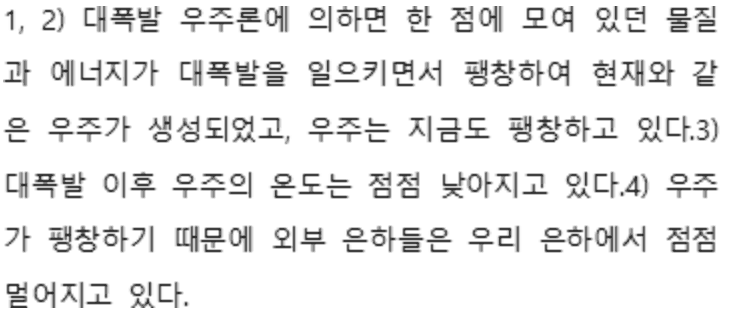 1, 2) 대폭발 우주론에 의하면 한 점에 모여 있던 물질
과 에너지가 대폭발을 일으키면서 팽창하여 현재와 같
은 우주가 생성되었고, 우주는 지금도 팽창하고 있다.3)
대폭발 이후 우주의 온도는 점점 낮아지고 있다.4) 우주
가 팽창하기 때문에 외부 은하들은 우리 은하에서 점점
멀어지고 있다.